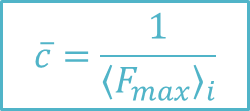 c̄ = 1 / ⟨F_max⟩_i